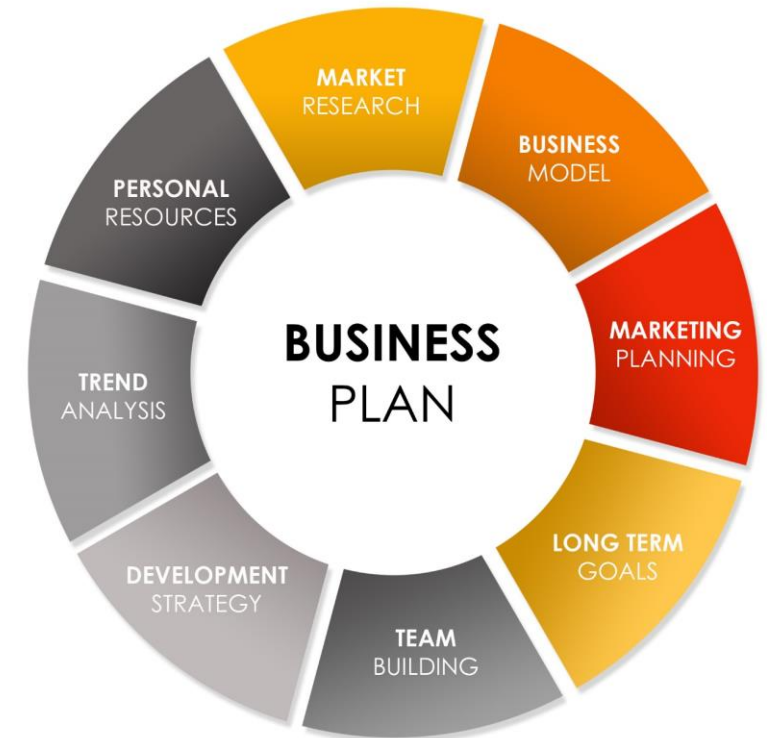 MARKET
RESEARCH
BUSINESS
MODEL
MARKETING
PLANNING
LONG TERM
GOALS
TEAM
BUILDING
DEVELOPMENT
STRATEGY
TREND
ANALYSIS
PERSONAL
RESOURCES
BUSINESS
PLAN